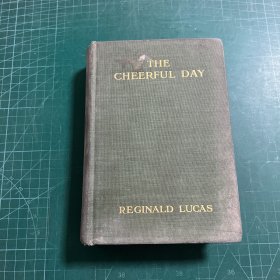 THE
CHEERFUL DAY
REGINALD LUCAS